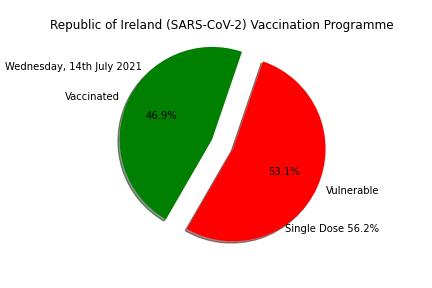 Republic of Ireland (SARS-CoV-2) Vaccination Programme
Wednesday, 14th July 2021
Vaccinated
46.9%
53.1%
Vulnerable
Single Dose 56.2%